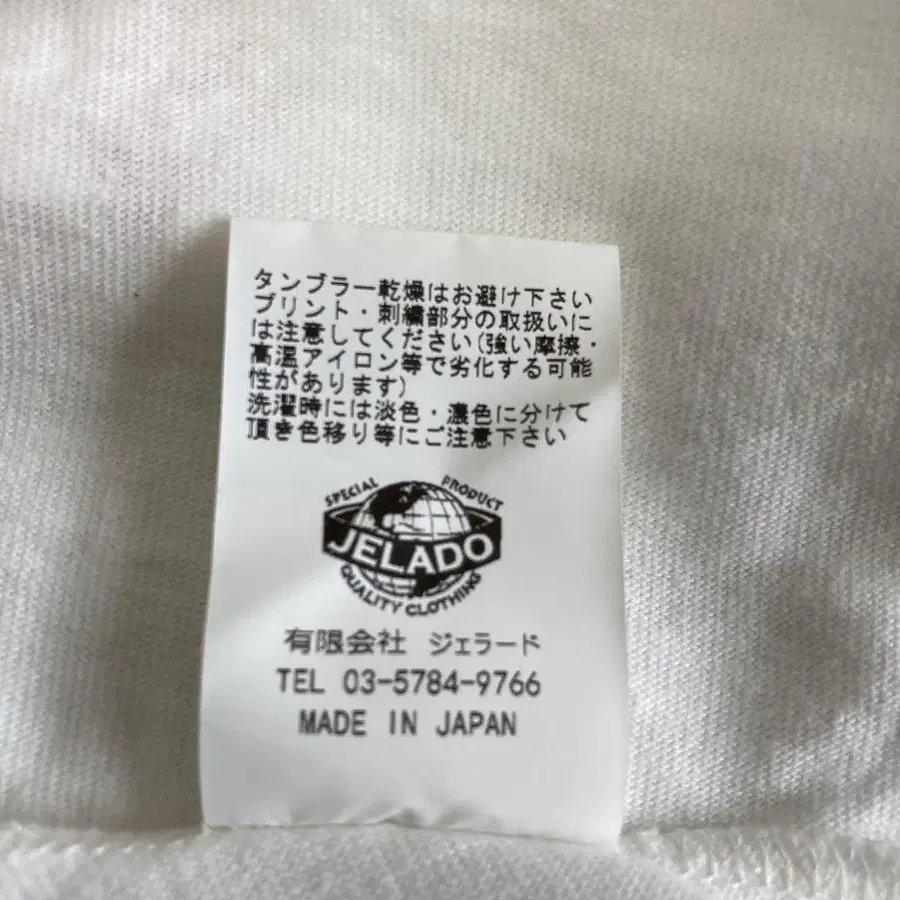 タンブラー乾燥はお避け下さい
プリント・刺繍部分の取扱いに
は注意してください(強い摩擦・
高温アイロン等で劣化する可能
性があります)
洗濯時には淡色・濃色に分けて
頂き色移り等にご注意下さい
SPECIAL PRODUCT
JELADO
QUALITY CLOTHING
有限会社 ジェラード
TEL 03-5784-9766
MADE IN JAPAN